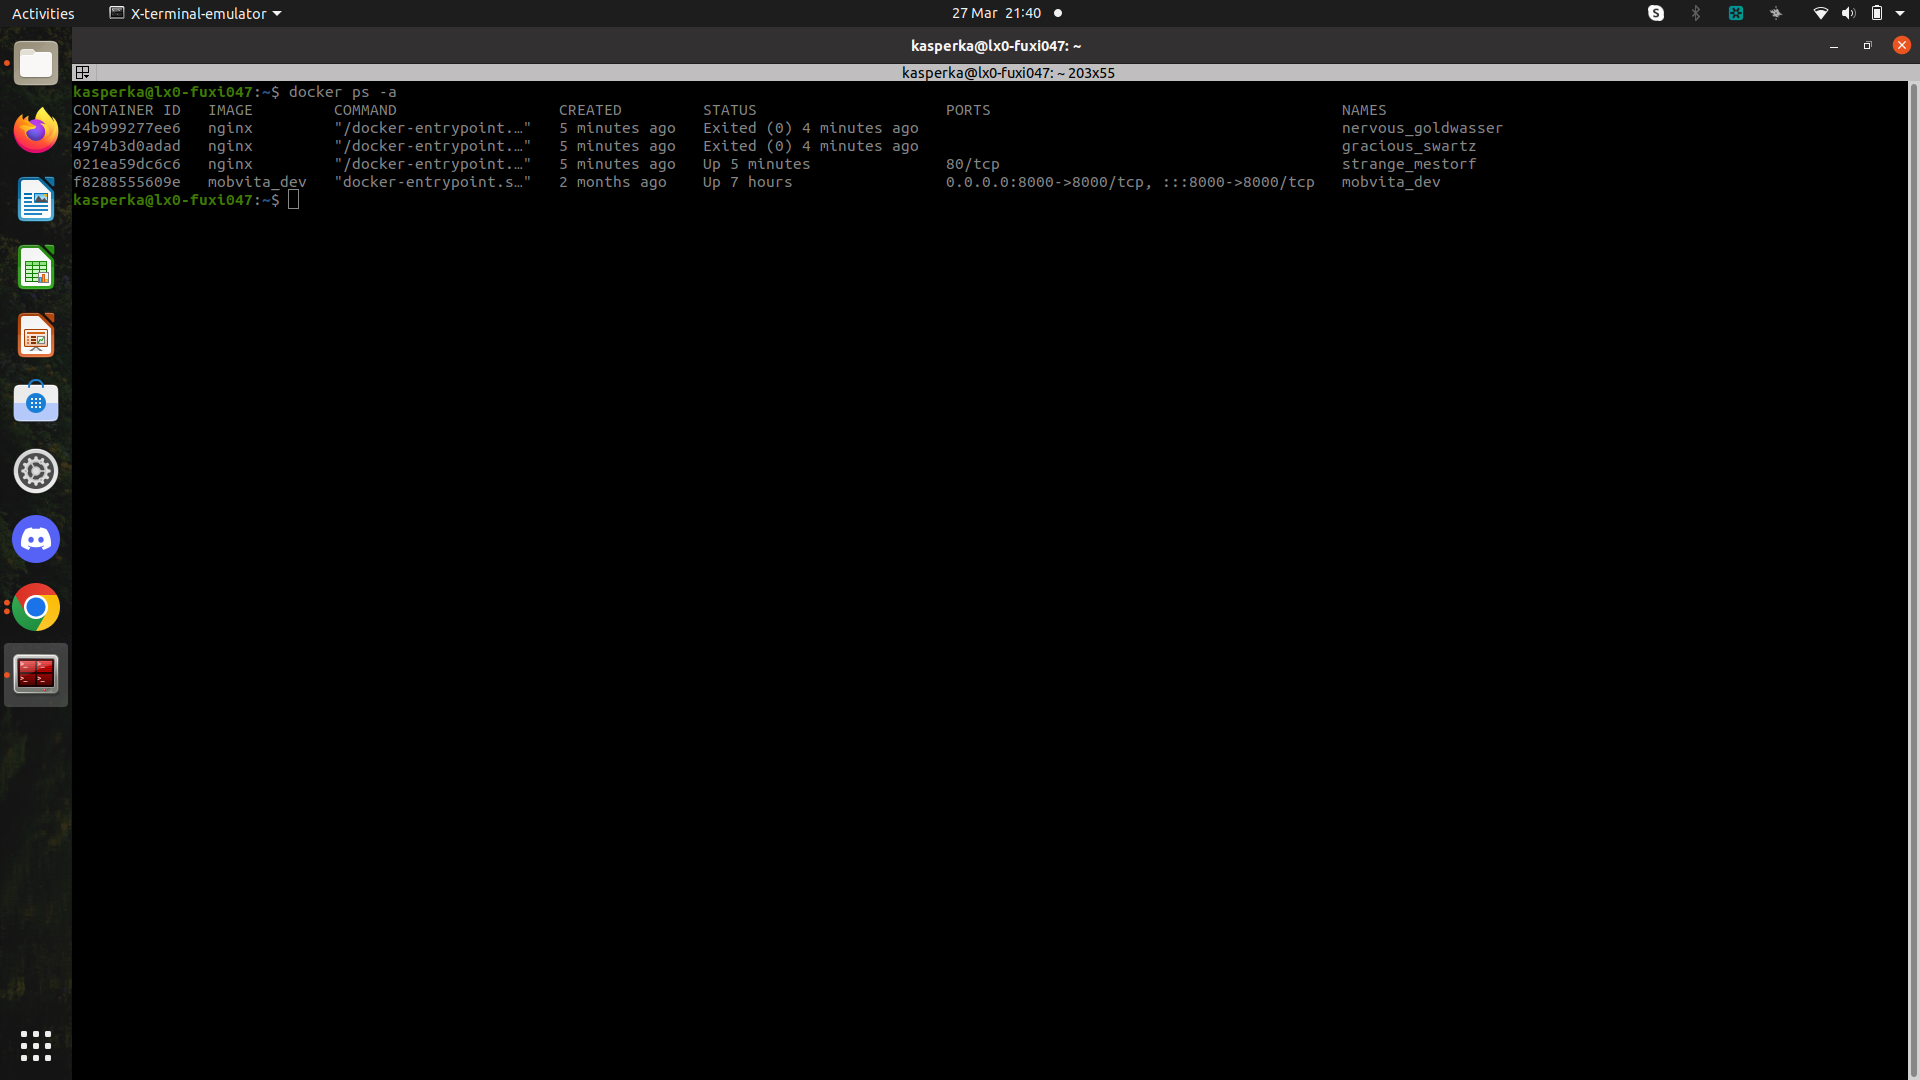 Activities X-terminal-emulator 27 Mar 21:40
kasperka@lx0-fuxi047: ~
kasperka@lx0-fuxi047: ~ 203x55
kasperka@lx0-fuxi047:~$ docker ps -a
CONTAINER ID IMAGE COMMAND CREATED STATUS PORTS NAMES
24b999277ee6 nginx "/docker-entrypoint.…" 5 minutes ago Exited (0) 4 minutes ago nervous_goldwasser
4974b3d0adad nginx "/docker-entrypoint.…" 5 minutes ago Exited (0) 4 minutes ago gracious_swartz
021ea59dc6c6 nginx "/docker-entrypoint.…" 5 minutes ago Up 5 minutes 80/tcp strange_mestorf
f8288555609e mobvita_dev "docker-entrypoint.s…" 2 months ago Up 7 hours 0.0.0.0:8000->8000/tcp, :::8000->8000/tcp mobvita_dev
kasperka@lx0-fuxi047:~$